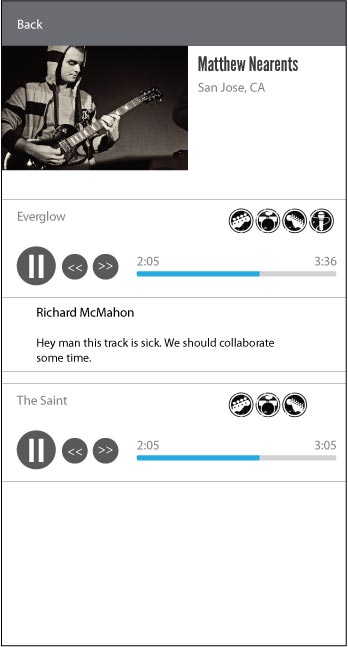 Back
Matthew Nearents
San Jose, CA
Everglow
<< >>
2:05 3:36
Richard McMahon
Hey man this track is sick. We should collaborate
some time.
The Saint
<< >>
2:05 3:05